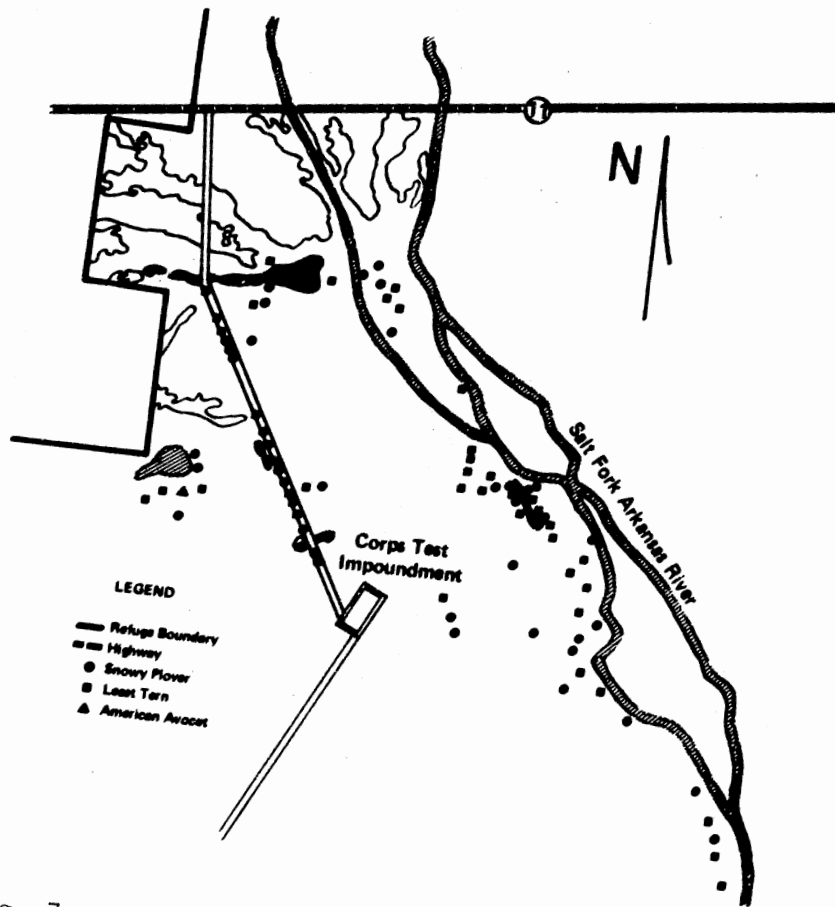 11
N
Salt Fork Arkansas River
Corps Test
Impoundment
LEGEND
Refuge Boundary
Highway
Snowy Plover
Least Tern
American Avocet